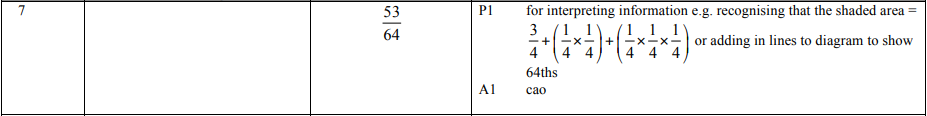 7 53/64 P1 for interpreting information e.g. recognising that the shaded area =
3/4 + (1/4 × 1/4) + (1/4 × 1/4 × 1/4) or adding in lines to diagram to show
64ths
A1 cao